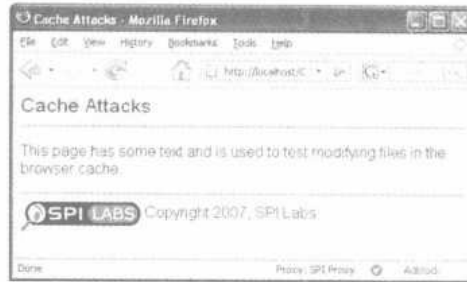 Cache Attacks - Mozilla Firefox
File Edit View History Bookmarks Tools Help
http://localhost/C
Cache Attacks
This page has some text and is used to test modifying files in the
browser cache.
SPI LABS Copyright 2007, SPI Labs
Done Proxy: SPI Proxy